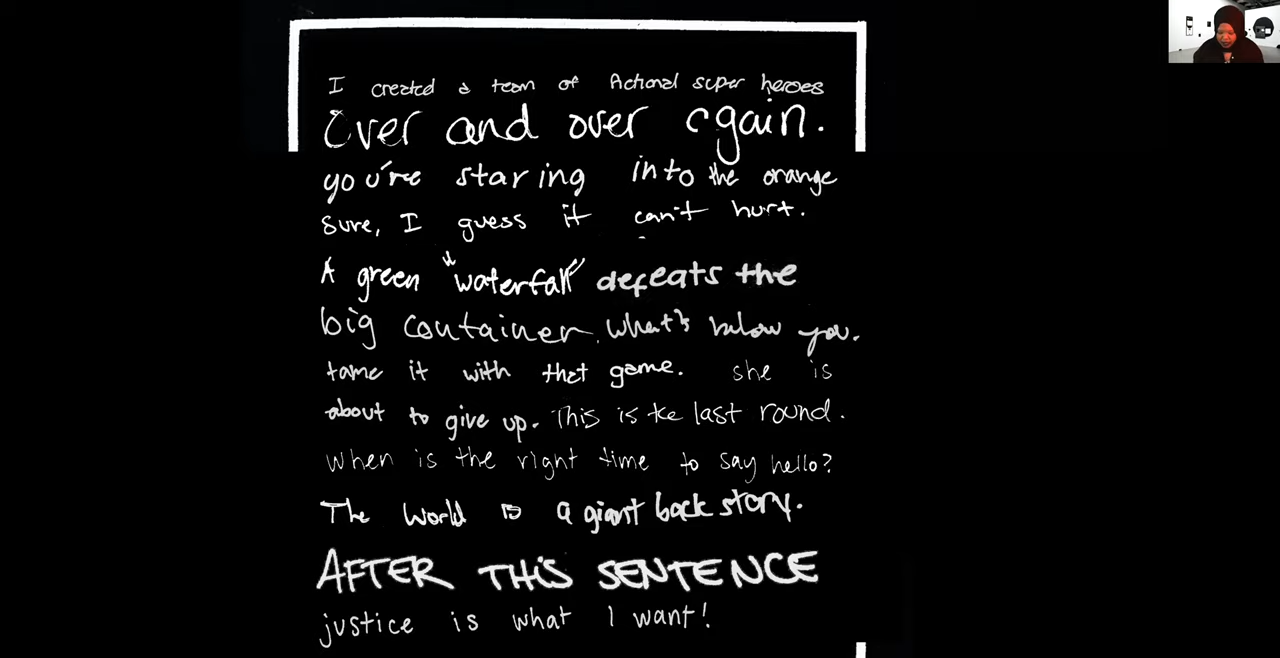 I created a team of fictional super heroes
Over and over again.
you're staring into the orange
Sure, I guess it can't hurt.
A green "waterfall" defeats the
big container. What's below you.
tame it with that game. she is
about to give up. This is the last round.
When is the right time to say hello?
The World is a giant back story.
AFTER THIS SENTENCE
justice is what I want!